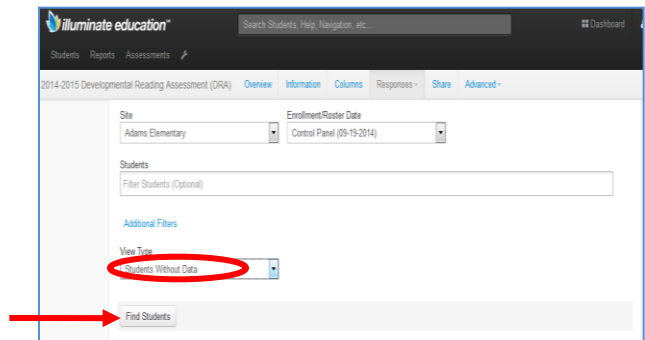 illuminate education™ Search Students, Help, Navigation, etc... Dashboard
Students Reports Assessments
2014-2015 Developmental Reading Assessment (DRA) Overview Information Columns Responses Share Advanced
Site Enrollment/Roster Date
Adams Elementary Control Panel (09-19-2014)
Students
Filter Students (Optional)
Additional Filters
View Type
Students Without Data
Find Students